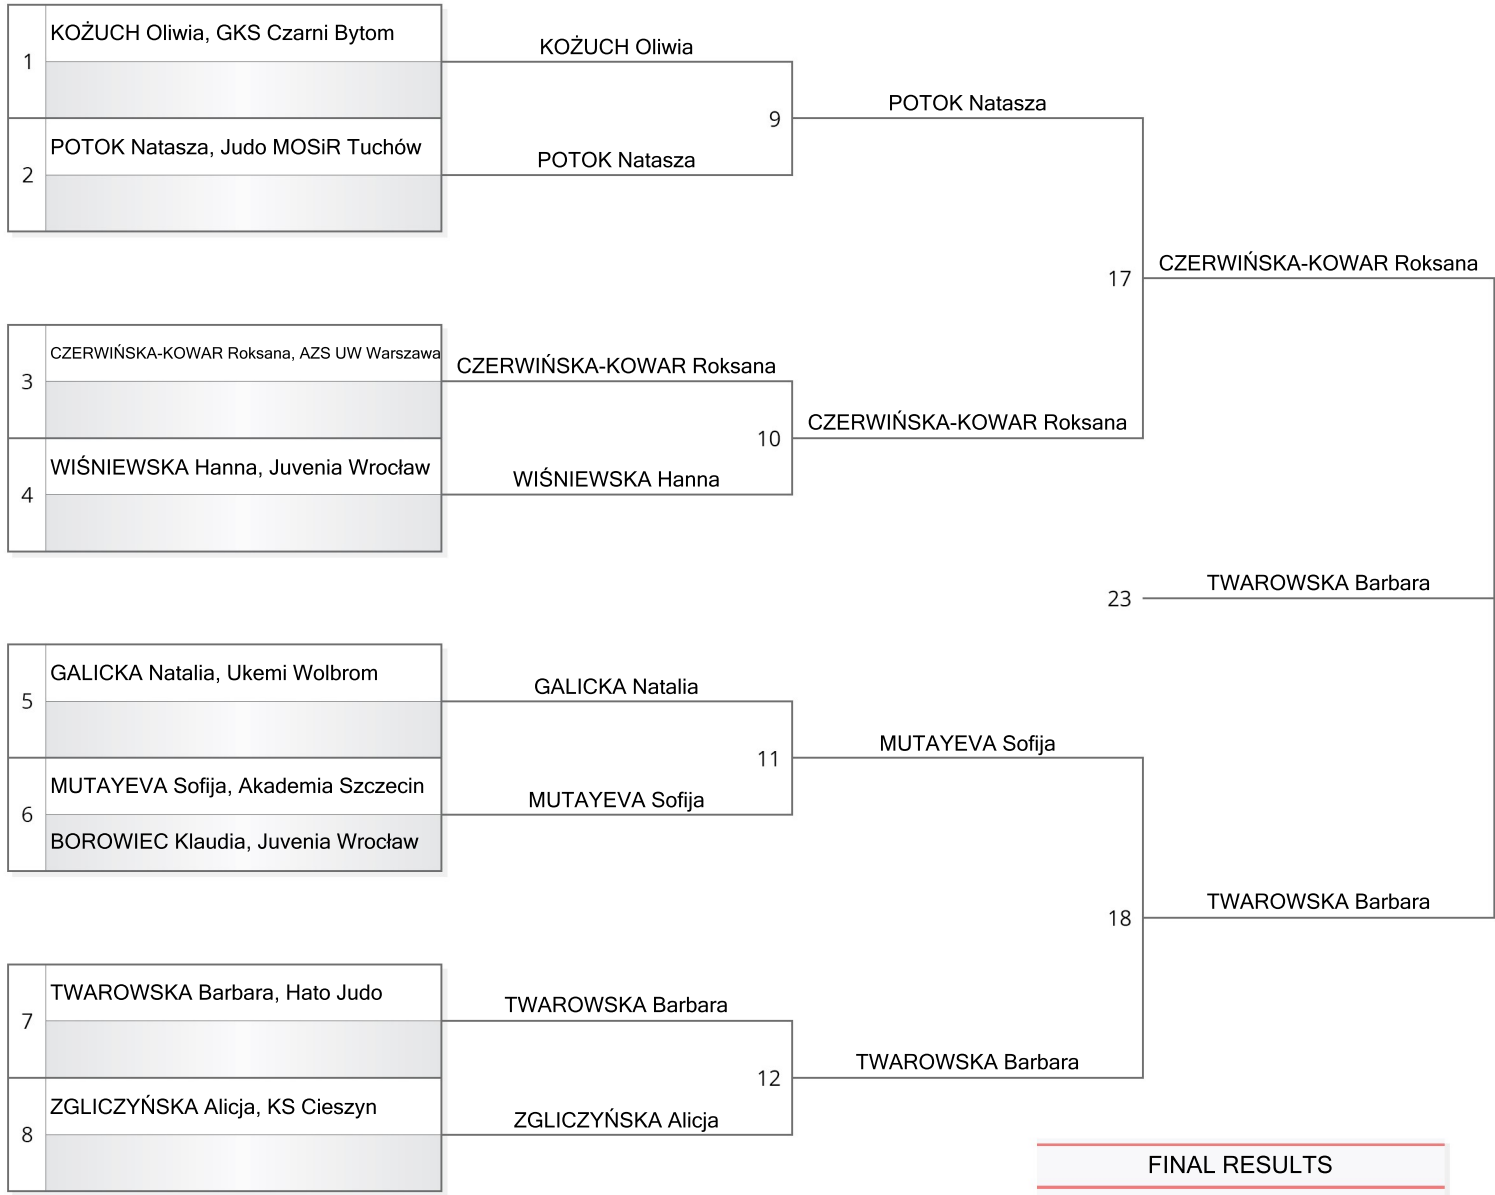 1
KOŻUCH Oliwia, GKS Czarni Bytom
2
POTOK Natasza, Judo MOSiR Tuchów
3
CZERWIŃSKA-KOWAR Roksana, AZS UW Warszawa
4
WIŚNIEWSKA Hanna, Juvenia Wrocław
5
GALICKA Natalia, Ukemi Wolbrom
6
MUTAYEVA Sofija, Akademia Szczecin
BOROWIEC Klaudia, Juvenia Wrocław
7
TWAROWSKA Barbara, Hato Judo
8
ZGLICZYŃSKA Alicja, KS Cieszyn
KOŻUCH Oliwia
9
POTOK Natasza
CZERWIŃSKA-KOWAR Roksana
10
WIŚNIEWSKA Hanna
GALICKA Natalia
11
MUTAYEVA Sofija
TWAROWSKA Barbara
12
ZGLICZYŃSKA Alicja
POTOK Natasza
17
CZERWIŃSKA-KOWAR Roksana
MUTAYEVA Sofija
18
TWAROWSKA Barbara
CZERWIŃSKA-KOWAR Roksana
23
TWAROWSKA Barbara
TWAROWSKA Barbara
FINAL RESULTS